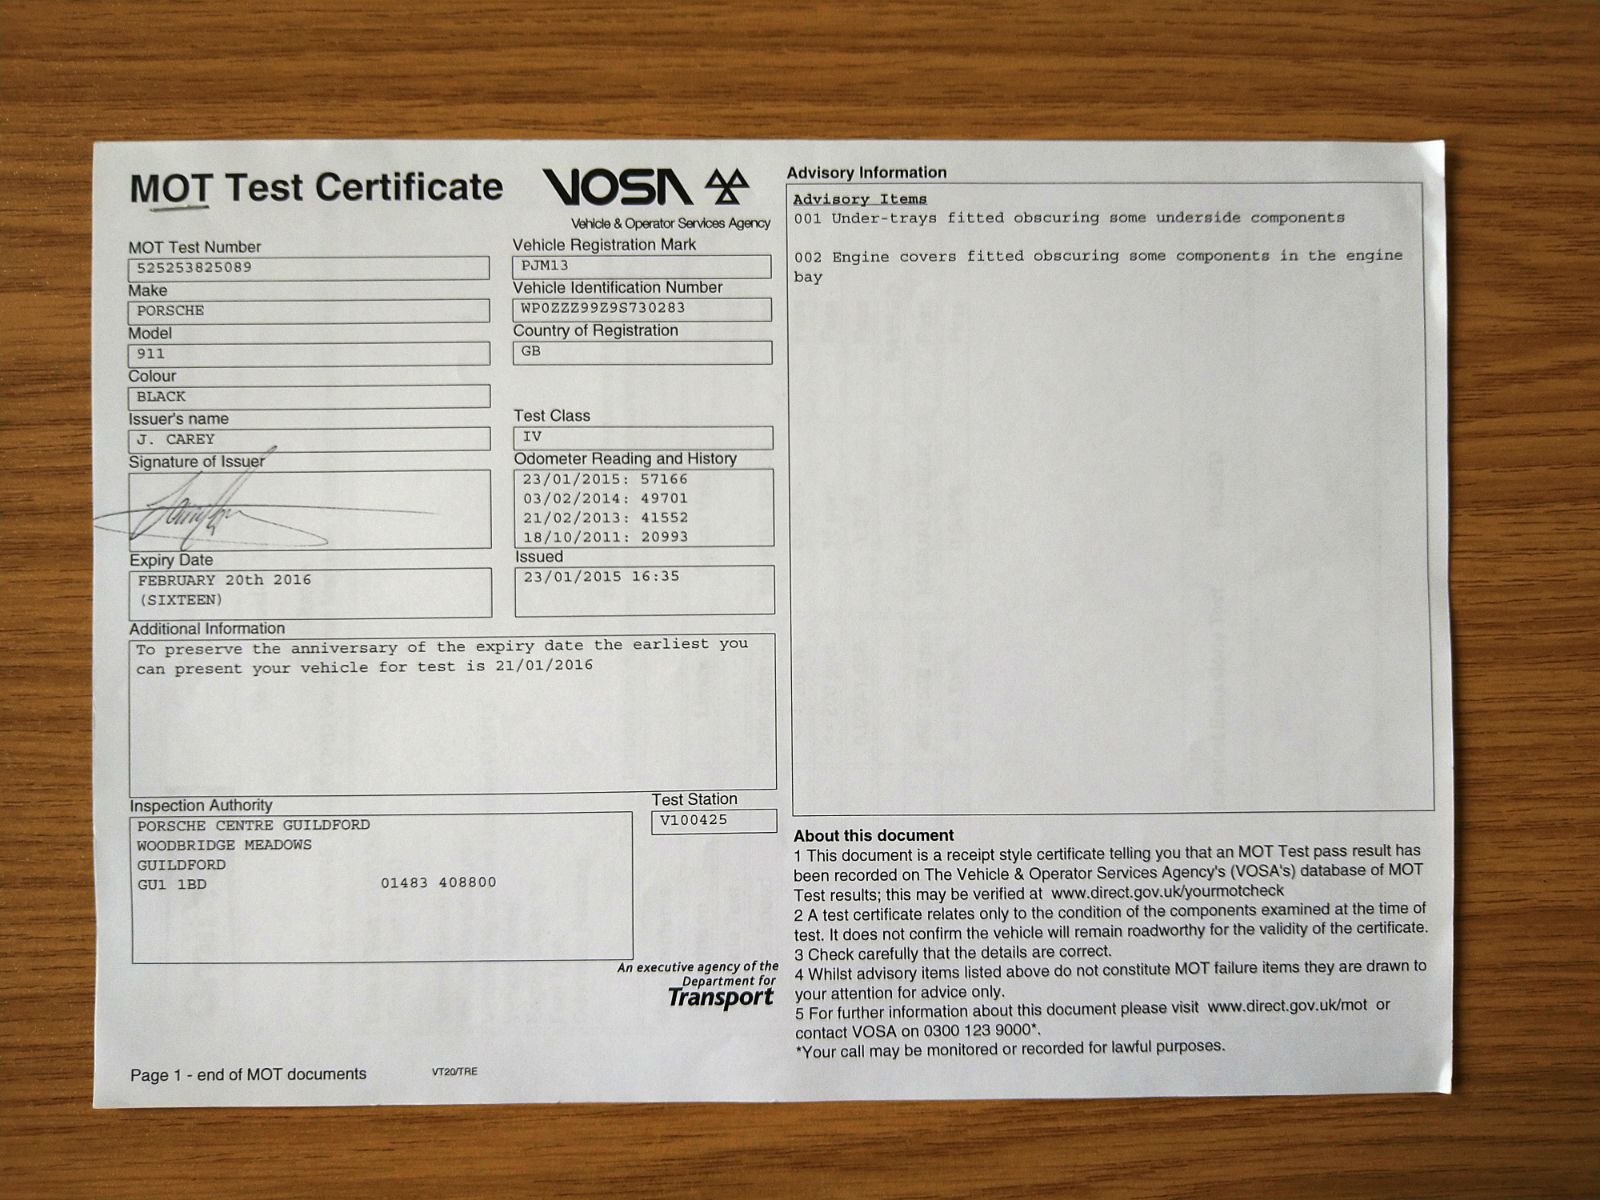 MOT Test Certificate
VOSA
Vehicle & Operator Services Agency
MOT Test Number
525253825089
Make
PORSCHE
Model
911
Colour
BLACK
Issuer's name
J. CAREY
Signature of Issuer
Expiry Date
FEBRUARY 20th 2016
(SIXTEEN)
Vehicle Registration Mark
PJM13
Vehicle Identification Number
WP0ZZZ99Z9S730283
Country of Registration
GB
Test Class
IV
Odometer Reading and History
23/01/2015: 57166
03/02/2014: 49701
21/02/2013: 41552
18/10/2011: 20993
Issued
23/01/2015 16:35
Additional Information
To preserve the anniversary of the expiry date the earliest you
can present your vehicle for test is 21/01/2016
Inspection Authority
PORSCHE CENTRE GUILDFORD
WOODBRIDGE MEADOWS
GUILDFORD
GU1 1BD 01483 408800
Test Station
V100425
An executive agency of the
Department for
Transport
Page 1 - end of MOT documents
VT20/TRE
Advisory Information
Advisory Items
001 Under-trays fitted obscuring some underside components
002 Engine covers fitted obscuring some components in the engine
bay
About this document
1 This document is a receipt style certificate telling you that an MOT Test pass result has
been recorded on The Vehicle & Operator Services Agency's (VOSA's) database of MOT
Test results; this may be verified at www.direct.gov.uk/yourmotcheck
2 A test certificate relates only to the condition of the components examined at the time of
test. It does not confirm the vehicle will remain roadworthy for the validity of the certificate.
3 Check carefully that the details are correct.
4 Whilst advisory items listed above do not constitute MOT failure items they are drawn to
your attention for advice only.
5 For further information about this document please visit www.direct.gov.uk/mot or
contact VOSA on 0300 123 9000*.
*Your call may be monitored or recorded for lawful purposes.